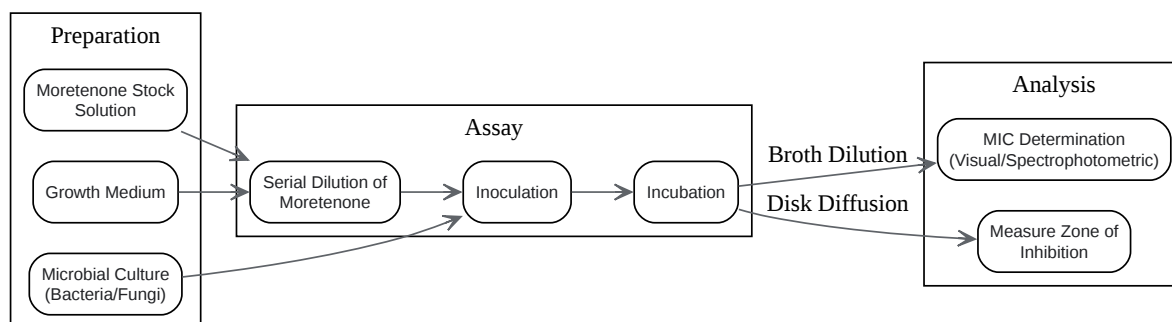 Preparation
Moretenone Stock
Solution
Growth Medium
Microbial Culture
(Bacteria/Fungi)
Assay
Serial Dilution of
Moretenone
Inoculation
Incubation
Broth Dilution
Disk Diffusion
Analysis
MIC Determination
(Visual/Spectrophotometric)
Measure Zone of
Inhibition